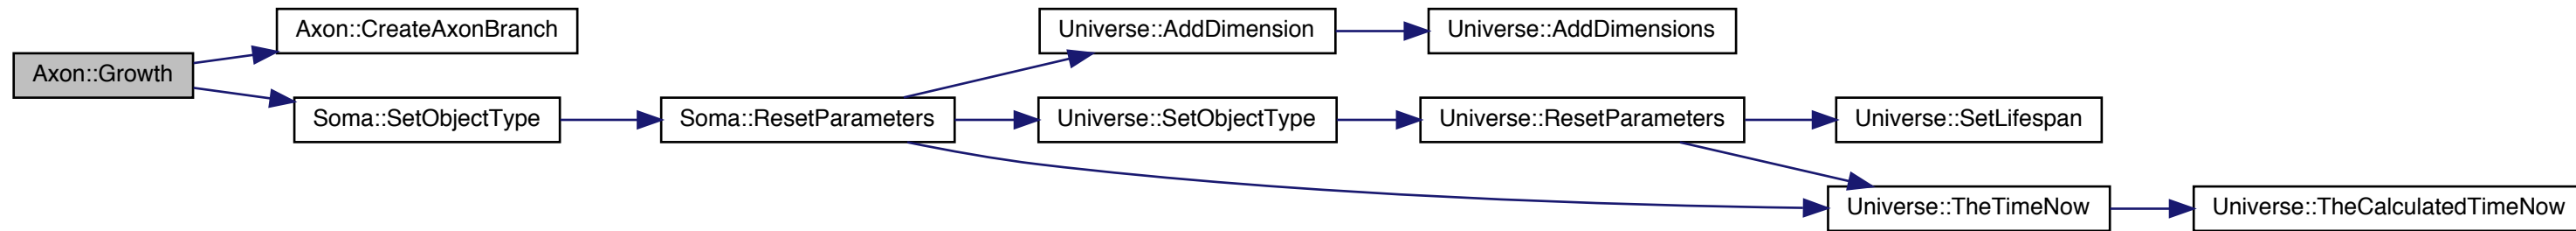 Axon::Growth
Axon::CreateAxonBranch
Soma::SetObjectType
Soma::ResetParameters
Universe::AddDimension
Universe::AddDimensions
Universe::SetObjectType
Universe::ResetParameters
Universe::SetLifespan
Universe::TheTimeNow
Universe::TheCalculatedTimeNow